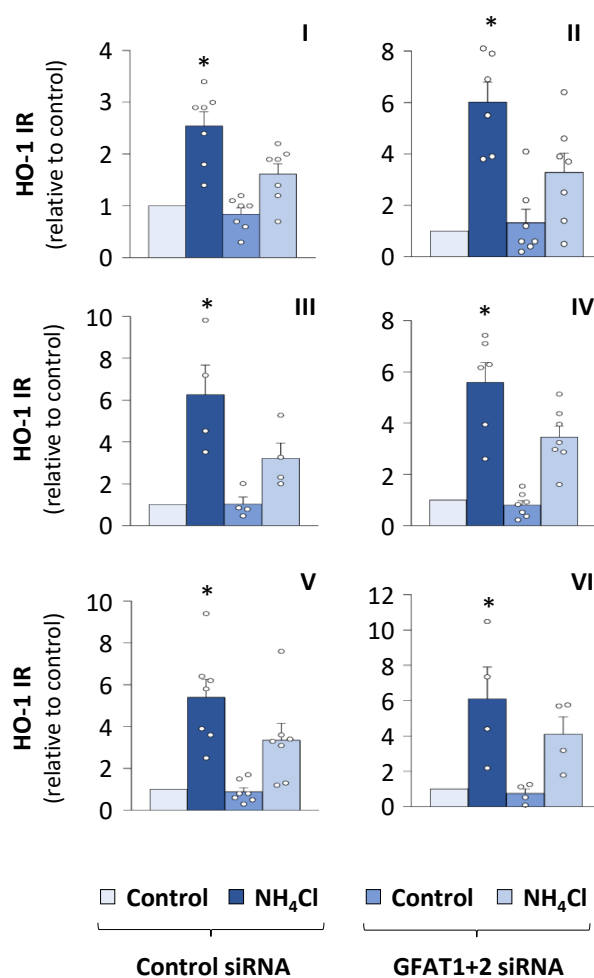 I
II
HO-1 IR
(relative to control)
4
3
2
1
0
*
8
6
4
2
0
*
III
IV
HO-1 IR
(relative to control)
10
8
6
4
2
0
*
8
6
4
2
0
*
V
VI
HO-1 IR
(relative to control)
10
8
6
4
2
0
*
12
10
8
6
4
2
0
*
Control NH₄Cl Control NH₄Cl
Control siRNA GFAT1+2 siRNA